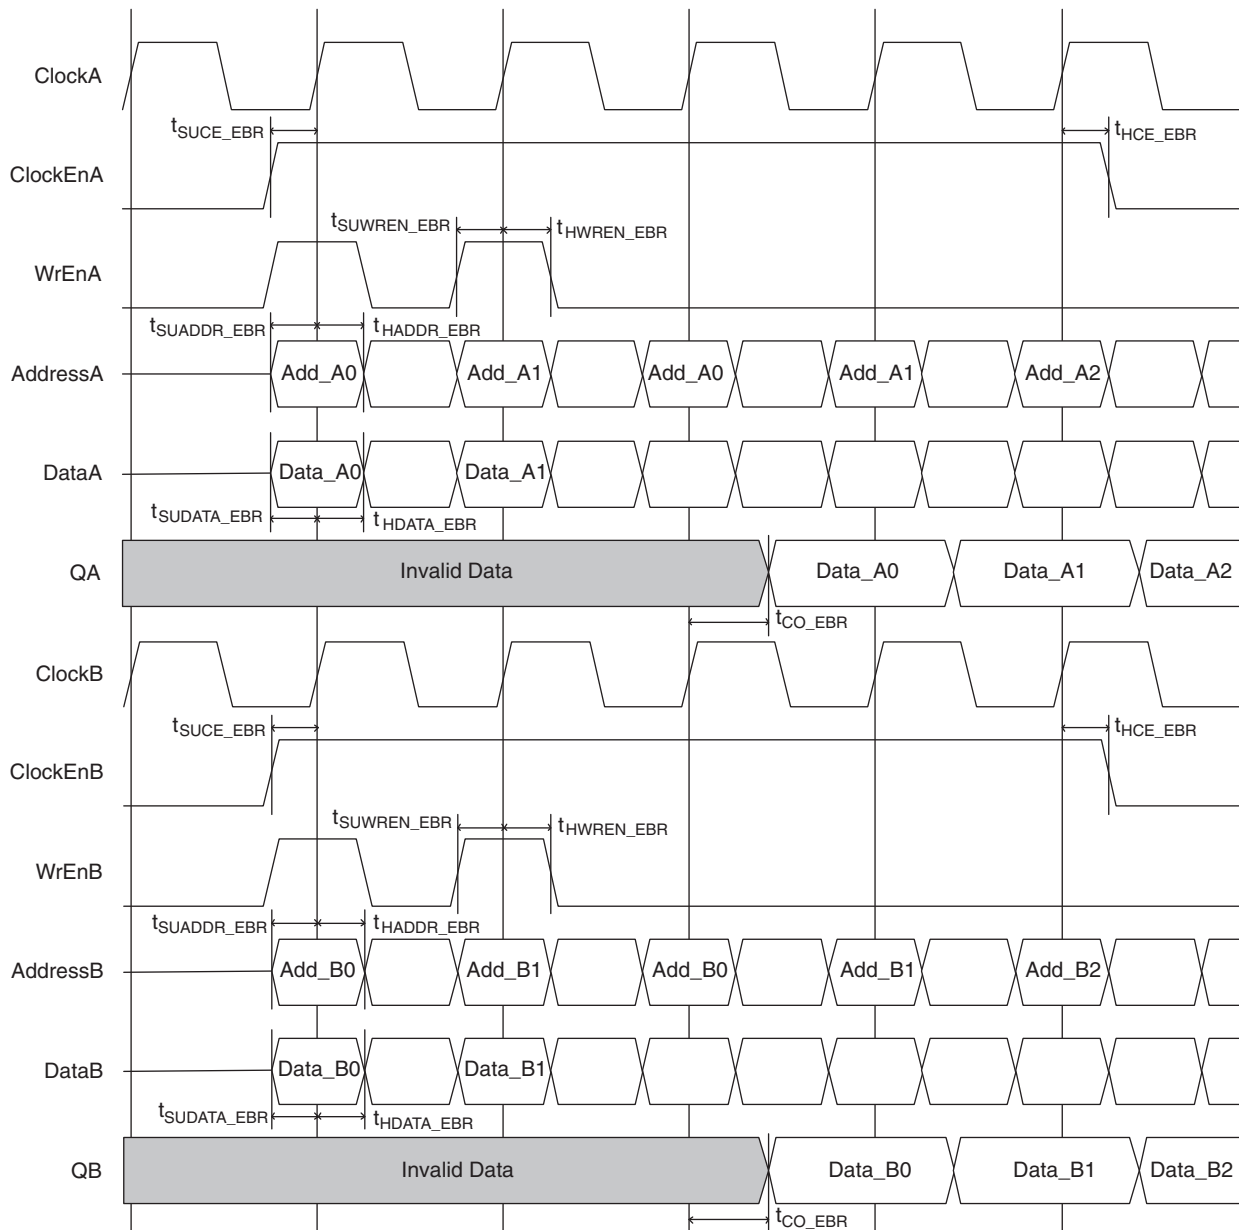 ClockA
tSUCE_EBR
tHCE_EBR
ClockEnA
tSUWREN_EBR
tHWREN_EBR
WrEnA
tSUADDR_EBR
tHADDR_EBR
AddressA Add_A0 Add_A1 Add_A0 Add_A1 Add_A2
DataA Data_A0 Data_A1
tSUDATA_EBR
tHDATA_EBR
QA Invalid Data Data_A0 Data_A1 Data_A2
tCO_EBR
ClockB
tSUCE_EBR
tHCE_EBR
ClockEnB
tSUWREN_EBR
tHWREN_EBR
WrEnB
tSUADDR_EBR
tHADDR_EBR
AddressB Add_B0 Add_B1 Add_B0 Add_B1 Add_B2
DataB Data_B0 Data_B1
tSUDATA_EBR
tHDATA_EBR
QB Invalid Data Data_B0 Data_B1 Data_B2
tCO_EBR